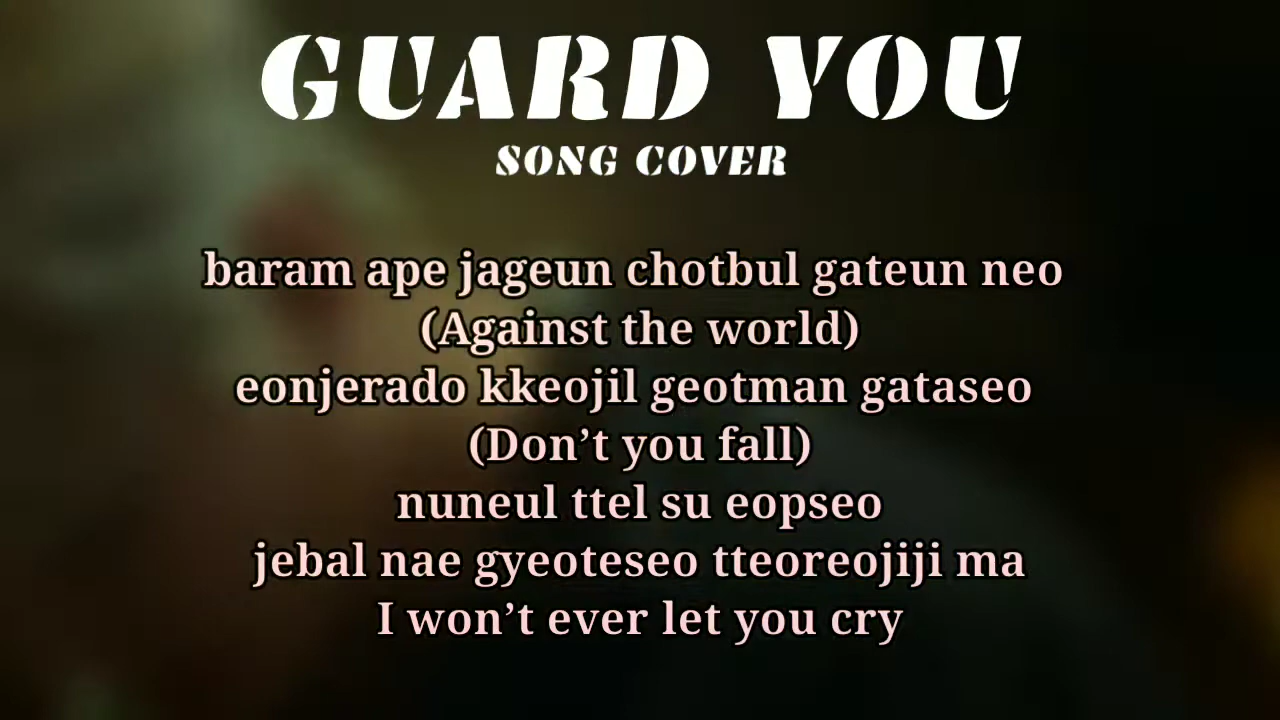 GUARD YOU
SONG COVER
baram ape jageun chotbul gateun neo
(Against the world)
eonjerado kkeojil geotman gataseo
(Don’t you fall)
nuneul ttel su eopseo
jebal nae gyeoteseo tteoreojiji ma
I won’t ever let you cry